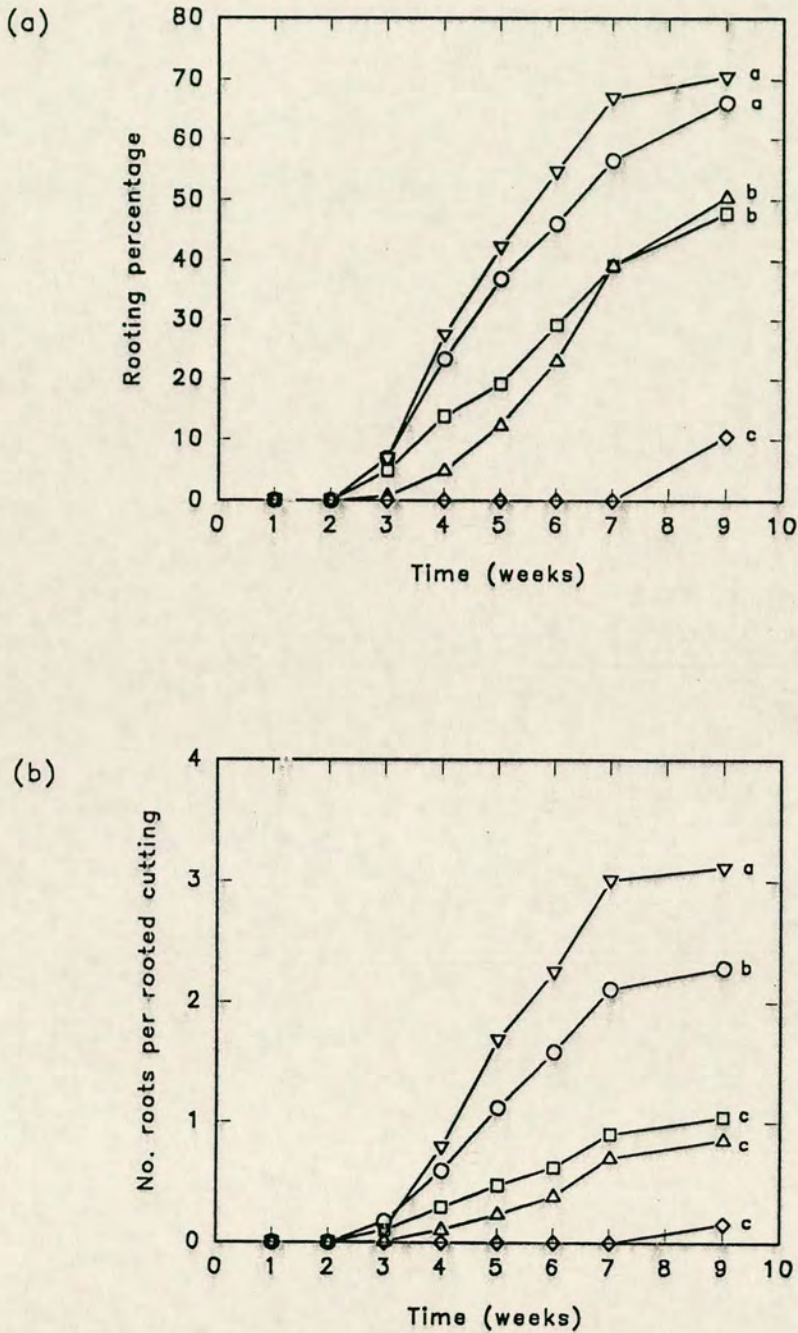 (a)
Rooting percentage
80
70
60
50
40
30
20
10
0
a
a
b
b
c
0 1 2 3 4 5 6 7 8 9 10
Time (weeks)
(b)
No. roots per rooted cutting
4
3
2
1
0
a
b
c
c
c
0 1 2 3 4 5 6 7 8 9 10
Time (weeks)